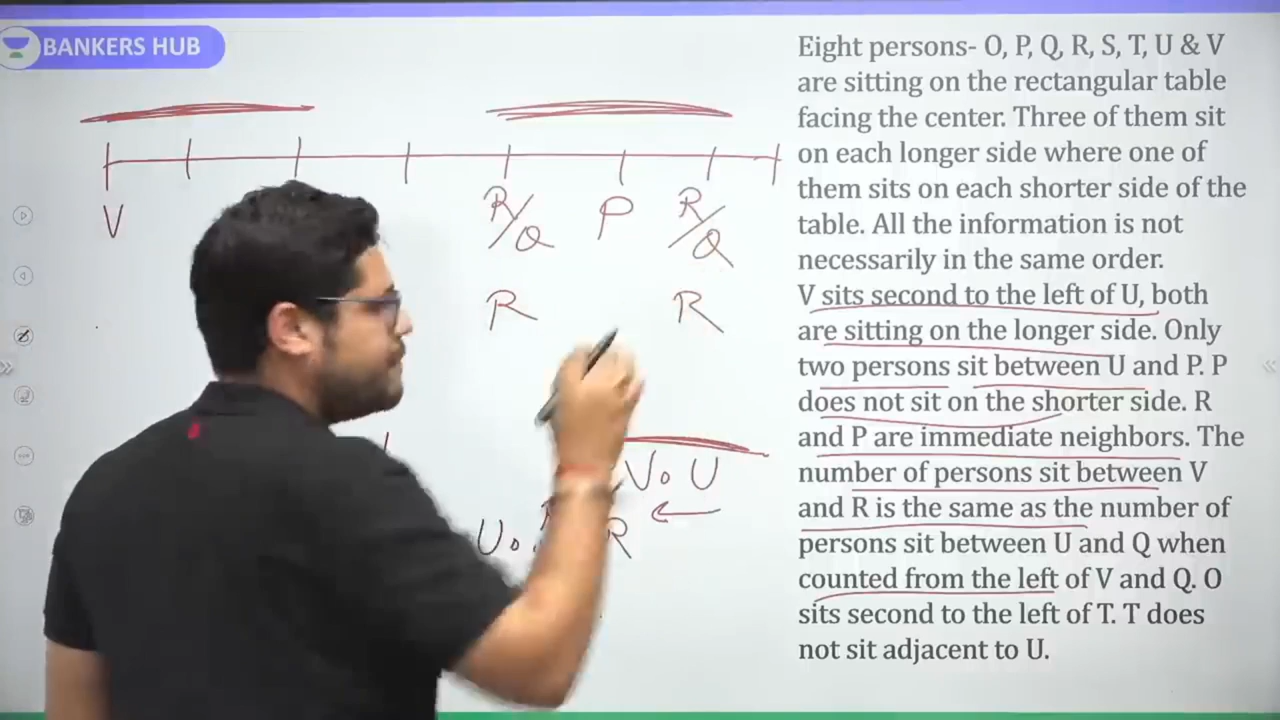 BANKERS HUB
Eight persons- O, P, Q, R, S, T, U & V
are sitting on the rectangular table
facing the center. Three of them sit
on each longer side where one of
them sits on each shorter side of the
table. All the information is not
necessarily in the same order.
V sits second to the left of U, both
are sitting on the longer side. Only
two persons sit between U and P. P
does not sit on the shorter side. R
and P are immediate neighbors. The
number of persons sit between V
and R is the same as the number of
persons sit between U and Q when
counted from the left of V and Q. O
sits second to the left of T. T does
not sit adjacent to U.
V R/Q P R/Q
R R
V o U
U o R